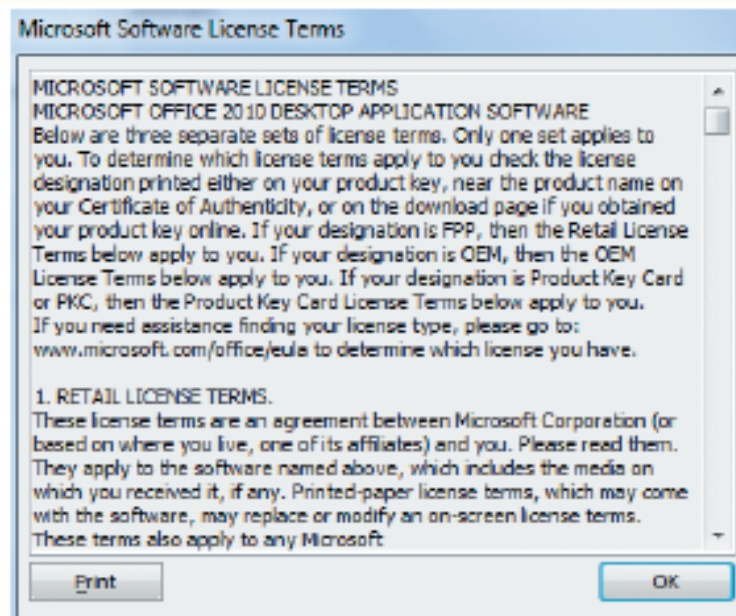 Microsoft Software License Terms
MICROSOFT SOFTWARE LICENSE TERMS
MICROSOFT OFFICE 2010 DESKTOP APPLICATION SOFTWARE
Below are three separate sets of license terms. Only one set applies to
you. To determine which license terms apply to you check the license
designation printed either on your product key, near the product name on
your Certificate of Authenticity, or on the download page if you obtained
your product key online. If your designation is FPP, then the Retail License
Terms below apply to you. If your designation is OEM, then the OEM
License Terms below apply to you. If your designation is Product Key Card
or PKC, then the Product Key Card License Terms below apply to you.
If you need assistance finding your license type, please go to:
www.microsoft.com/office/eula to determine which license you have.
1. RETAIL LICENSE TERMS.
These license terms are an agreement between Microsoft Corporation (or
based on where you live, one of its affiliates) and you. Please read them.
They apply to the software named above, which includes the media on
which you received it, if any. Printed-paper license terms, which may come
with the software, may replace or modify an on-screen license terms.
These terms also apply to any Microsoft
Print
OK